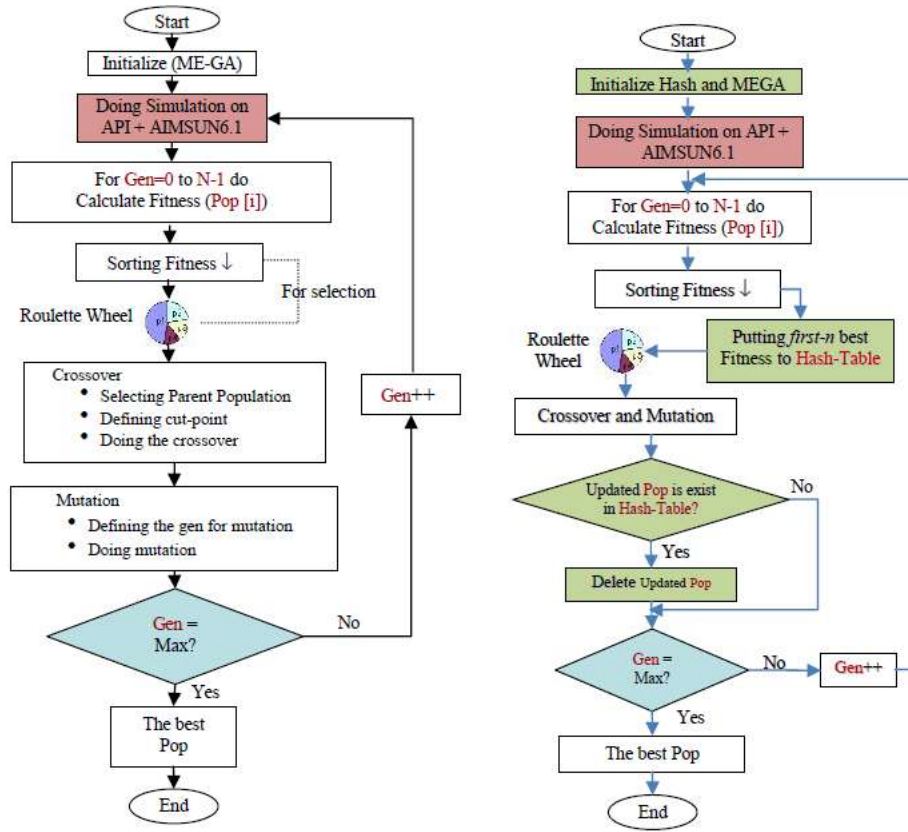 Start
Initialize (ME-GA)
Doing Simulation on
API + AIMSUN6.1
For Gen=0 to N-1 do
Calculate Fitness (Pop [i])
Sorting Fitness ↓
For selection
Roulette Wheel
p1
Crossover
• Selecting Parent Population
• Defining cut-point
• Doing the crossover
Gen++
Mutation
• Defining the gen for mutation
• Doing mutation
Gen =
Max?
No
Yes
The best
Pop
End
Start
Initialize Hash and MEGA
Doing Simulation on API +
AIMSUN6.1
For Gen=0 to N-1 do
Calculate Fitness (Pop [i])
Sorting Fitness ↓
Putting first-n best
Fitness to Hash-Table
Roulette
Wheel
p1
Crossover and Mutation
Updated Pop is exist
in Hash-Table?
No
Yes
Delete Updated Pop
Gen =
Max?
No
Gen++
Yes
The best Pop
End